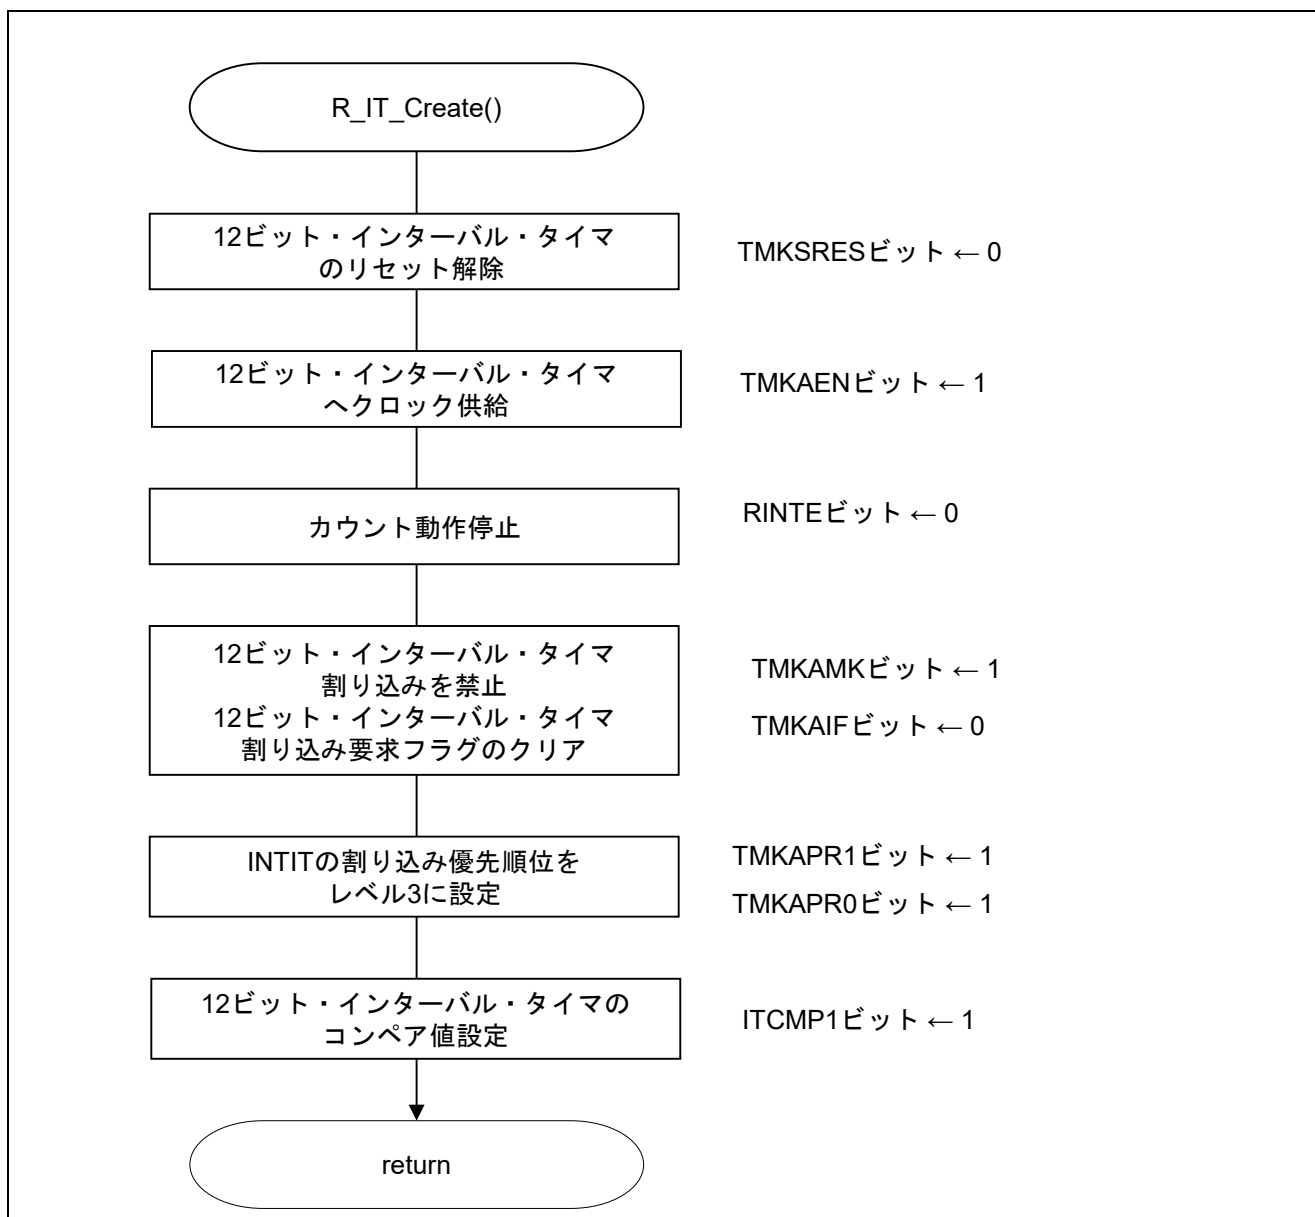 R_IT_Create()
12ビット・インターバル・タイマ
のリセット解除
TMKSRESビット ← 0
12ビット・インターバル・タイマ
へクロック供給
TMKAENビット ← 1
カウント動作停止
RINTEビット ← 0
12ビット・インターバル・タイマ
割り込みを禁止
12ビット・インターバル・タイマ
割り込み要求フラグのクリア
TMKAMKビット ← 1
TMKAIFビット ← 0
INTITの割り込み優先順位を
レベル3に設定
TMKAPR1ビット ← 1
TMKAPR0ビット ← 1
12ビット・インターバル・タイマの
コンペア値設定
ITCMP1ビット ← 1
return